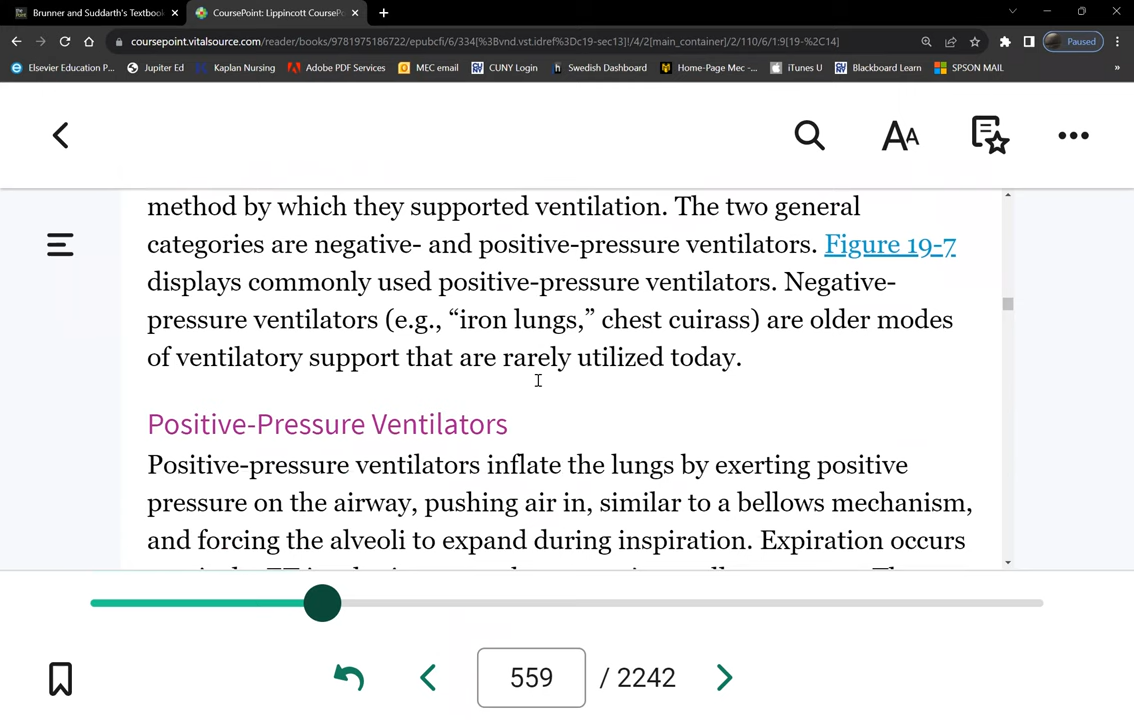 Brunner and Suddarth's Textboo
CoursePoint: Lippincott CourseP
coursepoint.vitalsource.com/reader/books/9781975186722/epubcfi/6/334[%3Bvnd.vst.idref%3Dc19-sec13]!/4/2[main_container]/2/110/6/1:9[19-%2C14]
Paused
Elsevier Education P...
Jupiter Ed
Kaplan Nursing
Adobe PDF Services
MEC email
CUNY Login
Swedish Dashboard
Home-Page Mec -...
iTunes U
Blackboard Learn
SPSON MAIL
»
AA
method by which they supported ventilation. The two general
categories are negative- and positive-pressure ventilators. Figure 19-7
displays commonly used positive-pressure ventilators. Negative-
pressure ventilators (e.g., “iron lungs,” chest cuirass) are older modes
of ventilatory support that are rarely utilized today.
Positive-Pressure Ventilators
Positive-pressure ventilators inflate the lungs by exerting positive
pressure on the airway, pushing air in, similar to a bellows mechanism,
and forcing the alveoli to expand during inspiration. Expiration occurs
559 / 2242